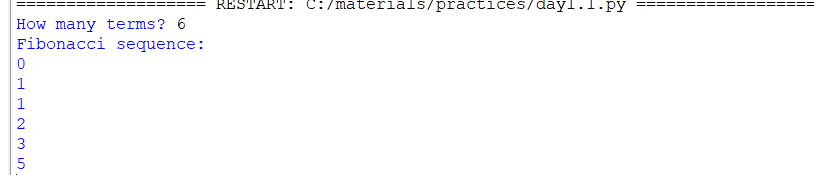 =================== RESTART: C:/materials/practices/day1.1.py ==================
How many terms? 6
Fibonacci sequence:
0
1
1
2
3
5